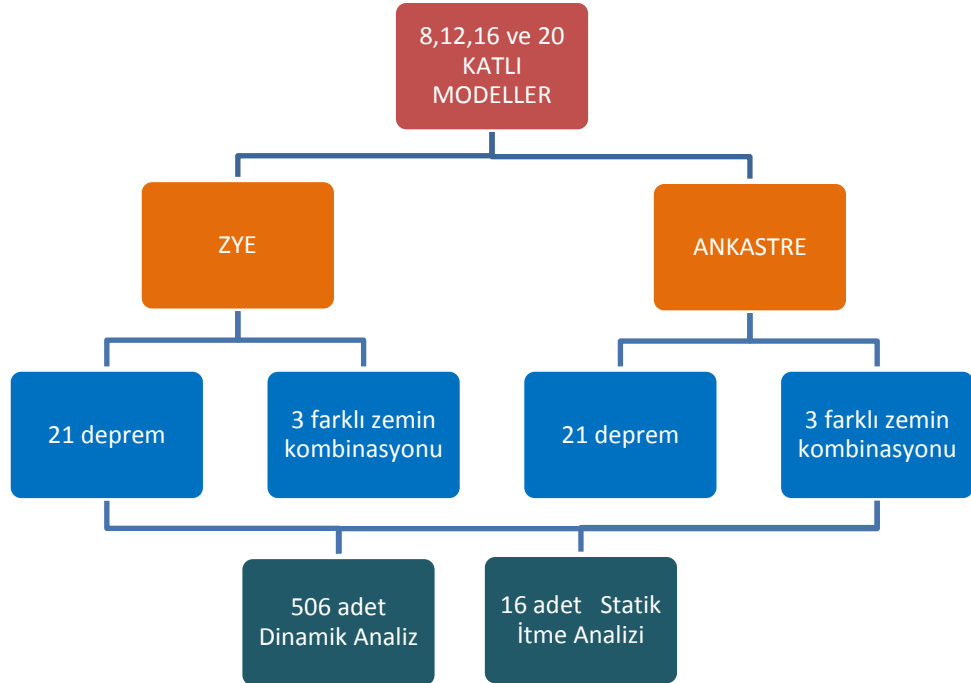 8,12,16 ve 20
KATLI
MODELLER
ZYE
ANKASTRE
21 deprem
3 farklı zemin
kombinasyonu
21 deprem
3 farklı zemin
kombinasyonu
506 adet
Dinamik Analiz
16 adet Statik
İtme Analizi